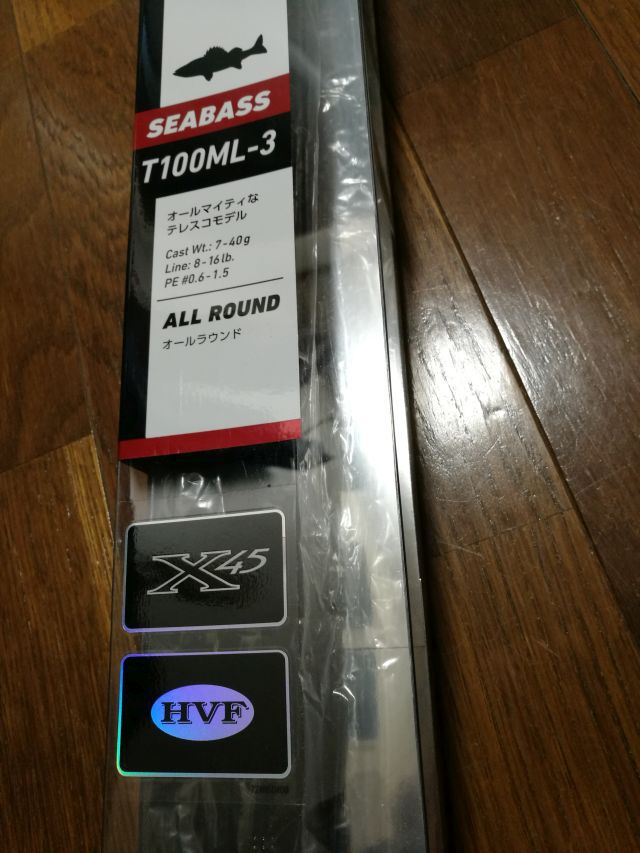 SEABASS
T100ML-3
オールマイティな
テレスコモデル
Cast Wt.: 7-40g
Line: 8-16lb.
PE #0.6-1.5
ALL ROUND
オールラウンド
X45
HVF